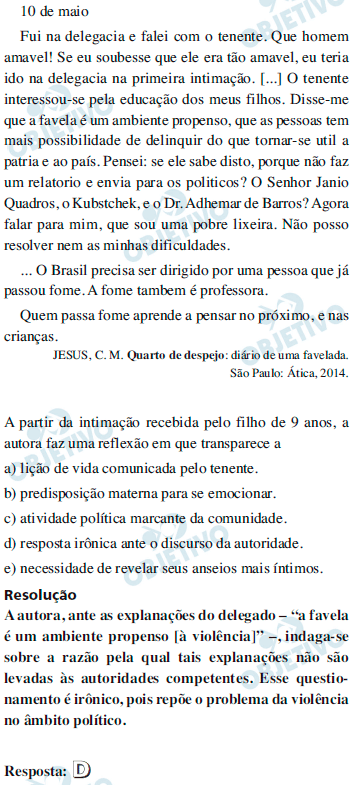 10 de maio
Fui na delegacia e falei com o tenente. Que homem
amavel! Se eu soubesse que ele era tão amavel, eu teria
ido na delegacia na primeira intimação. [...] O tenente
interessou-se pela educação dos meus filhos. Disse-me
que a favela é um ambiente propenso, que as pessoas tem
mais possibilidade de delinquir do que tornar-se util a
patria e ao país. Pensei: se ele sabe disto, porque não faz
um relatorio e envia para os politicos? O Senhor Janio
Quadros, o Kubstchek, e o Dr. Adhemar de Barros? Agora
falar para mim, que sou uma pobre lixeira. Não posso
resolver nem as minhas dificuldades.
... O Brasil precisa ser dirigido por uma pessoa que já
passou fome. A fome tambem é professora.
Quem passa fome aprende a pensar no próximo, e nas
crianças.
JESUS, C. M. Quarto de despejo: diário de uma favelada.
São Paulo: Ática, 2014.
A partir da intimação recebida pelo filho de 9 anos, a
autora faz uma reflexão em que transparece a
a) lição de vida comunicada pelo tenente.
b) predisposição materna para se emocionar.
c) atividade política marcante da comunidade.
d) resposta irônica ante o discurso da autoridade.
e) necessidade de revelar seus anseios mais íntimos.
Resolução
A autora, ante as explanações do delegado – “a favela
é um ambiente propenso [à violência]” –, indaga-se
sobre a razão pela qual tais explanações não são
levadas às autoridades competentes. Esse questio-
namento é irônico, pois repõe o problema da violência
no âmbito político.
Resposta: D